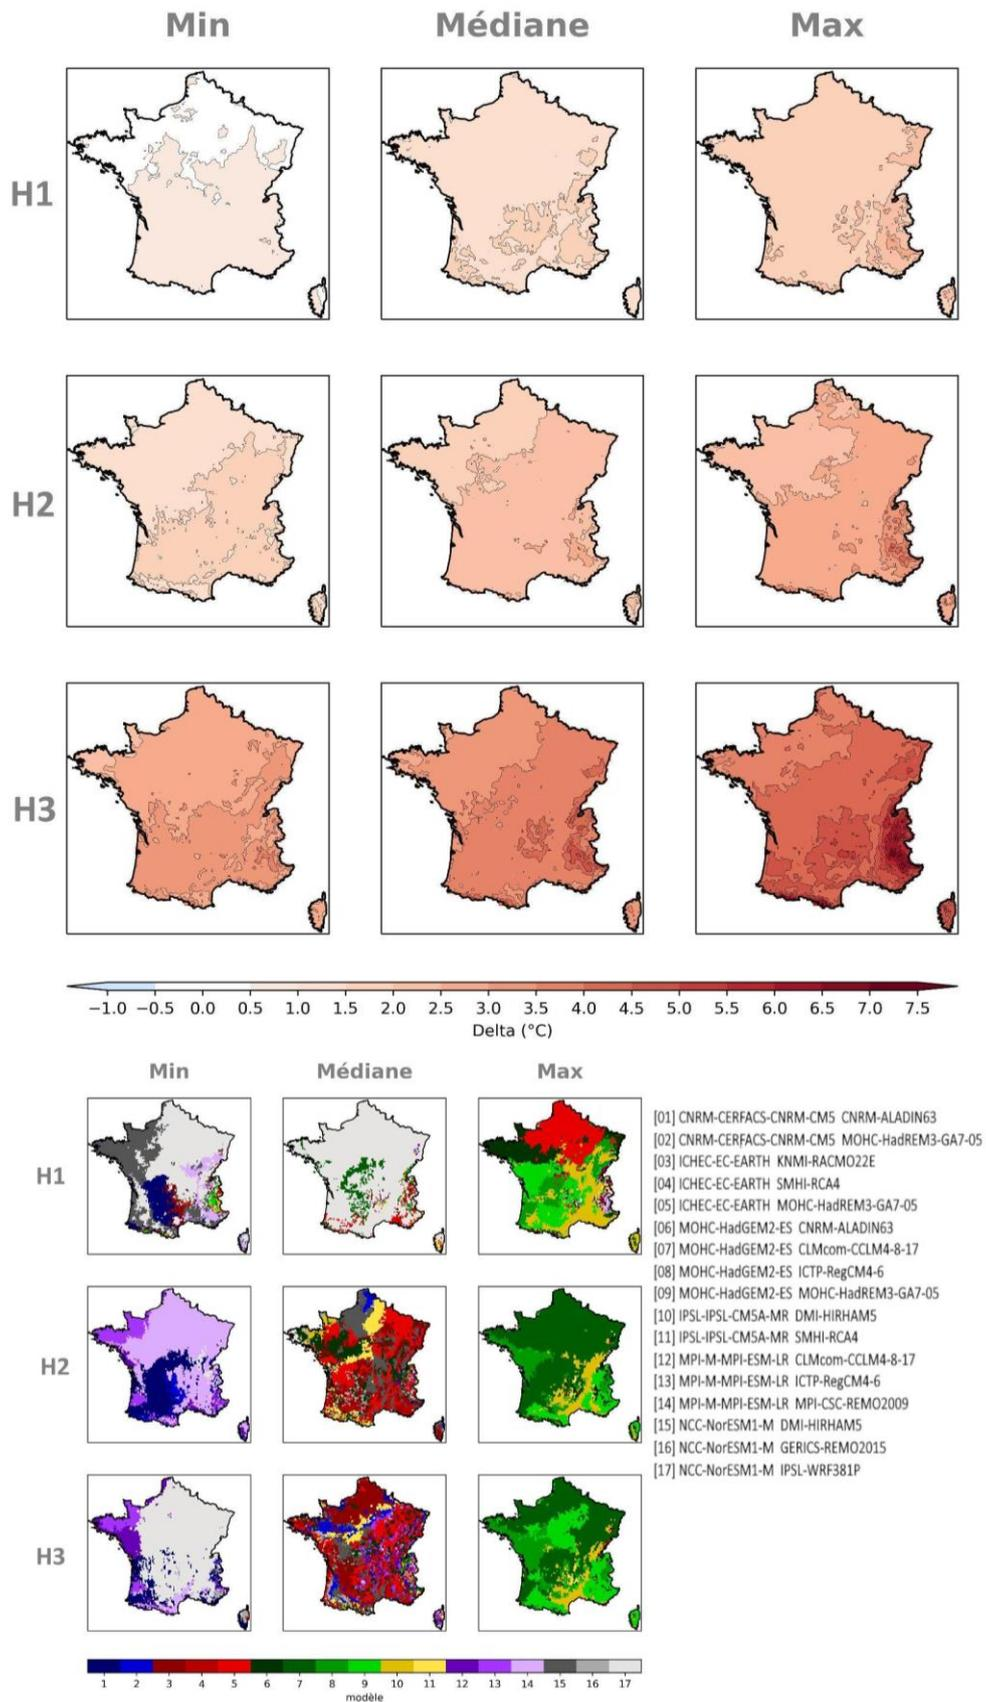 Min Médiane Max
H1
H2
H3
−1.0 −0.5 0.0 0.5 1.0 1.5 2.0 2.5 3.0 3.5 4.0 4.5 5.0 5.5 6.0 6.5 7.0 7.5
Delta (°C)
Min Médiane Max
H1
H2
H3
[01] CNRM-CERFACS-CNRM-CM5 CNRM-ALADIN63
[02] CNRM-CERFACS-CNRM-CM5 MOHC-HadREM3-GA7-05
[03] ICHEC-EC-EARTH KNMI-RACMO22E
[04] ICHEC-EC-EARTH SMHI-RCA4
[05] ICHEC-EC-EARTH MOHC-HadREM3-GA7-05
[06] MOHC-HadGEM2-ES CNRM-ALADIN63
[07] MOHC-HadGEM2-ES CLMcom-CCLM4-8-17
[08] MOHC-HadGEM2-ES ICTP-RegCM4-6
[09] MOHC-HadGEM2-ES MOHC-HadREM3-GA7-05
[10] IPSL-IPSL-CM5A-MR DMI-HIRHAM5
[11] IPSL-IPSL-CM5A-MR SMHI-RCA4
[12] MPI-M-MPI-ESM-LR CLMcom-CCLM4-8-17
[13] MPI-M-MPI-ESM-LR ICTP-RegCM4-6
[14] MPI-M-MPI-ESM-LR MPI-CSC-REMO2009
[15] NCC-NorESM1-M DMI-HIRHAM5
[16] NCC-NorESM1-M GERICS-REMO2015
[17] NCC-NorESM1-M IPSL-WRF381P
1 2 3 4 5 6 7 8 9 10 11 12 13 14 15 16 17
modèle